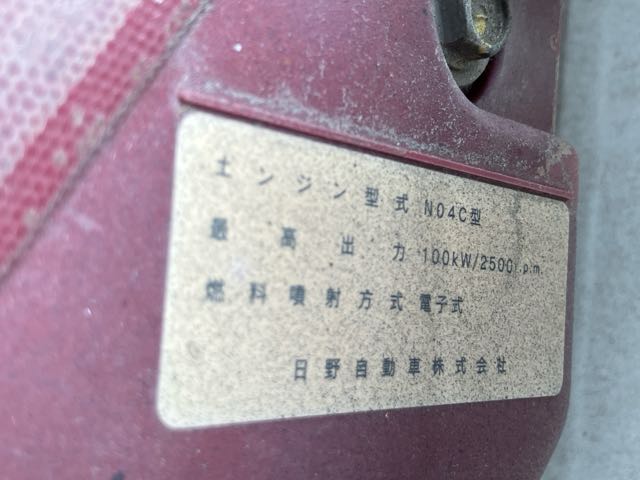 エンジン型式 N04C型
最高出力 100kW/2500r.p.m.
燃料噴射方式 電子式
日野自動車株式会社